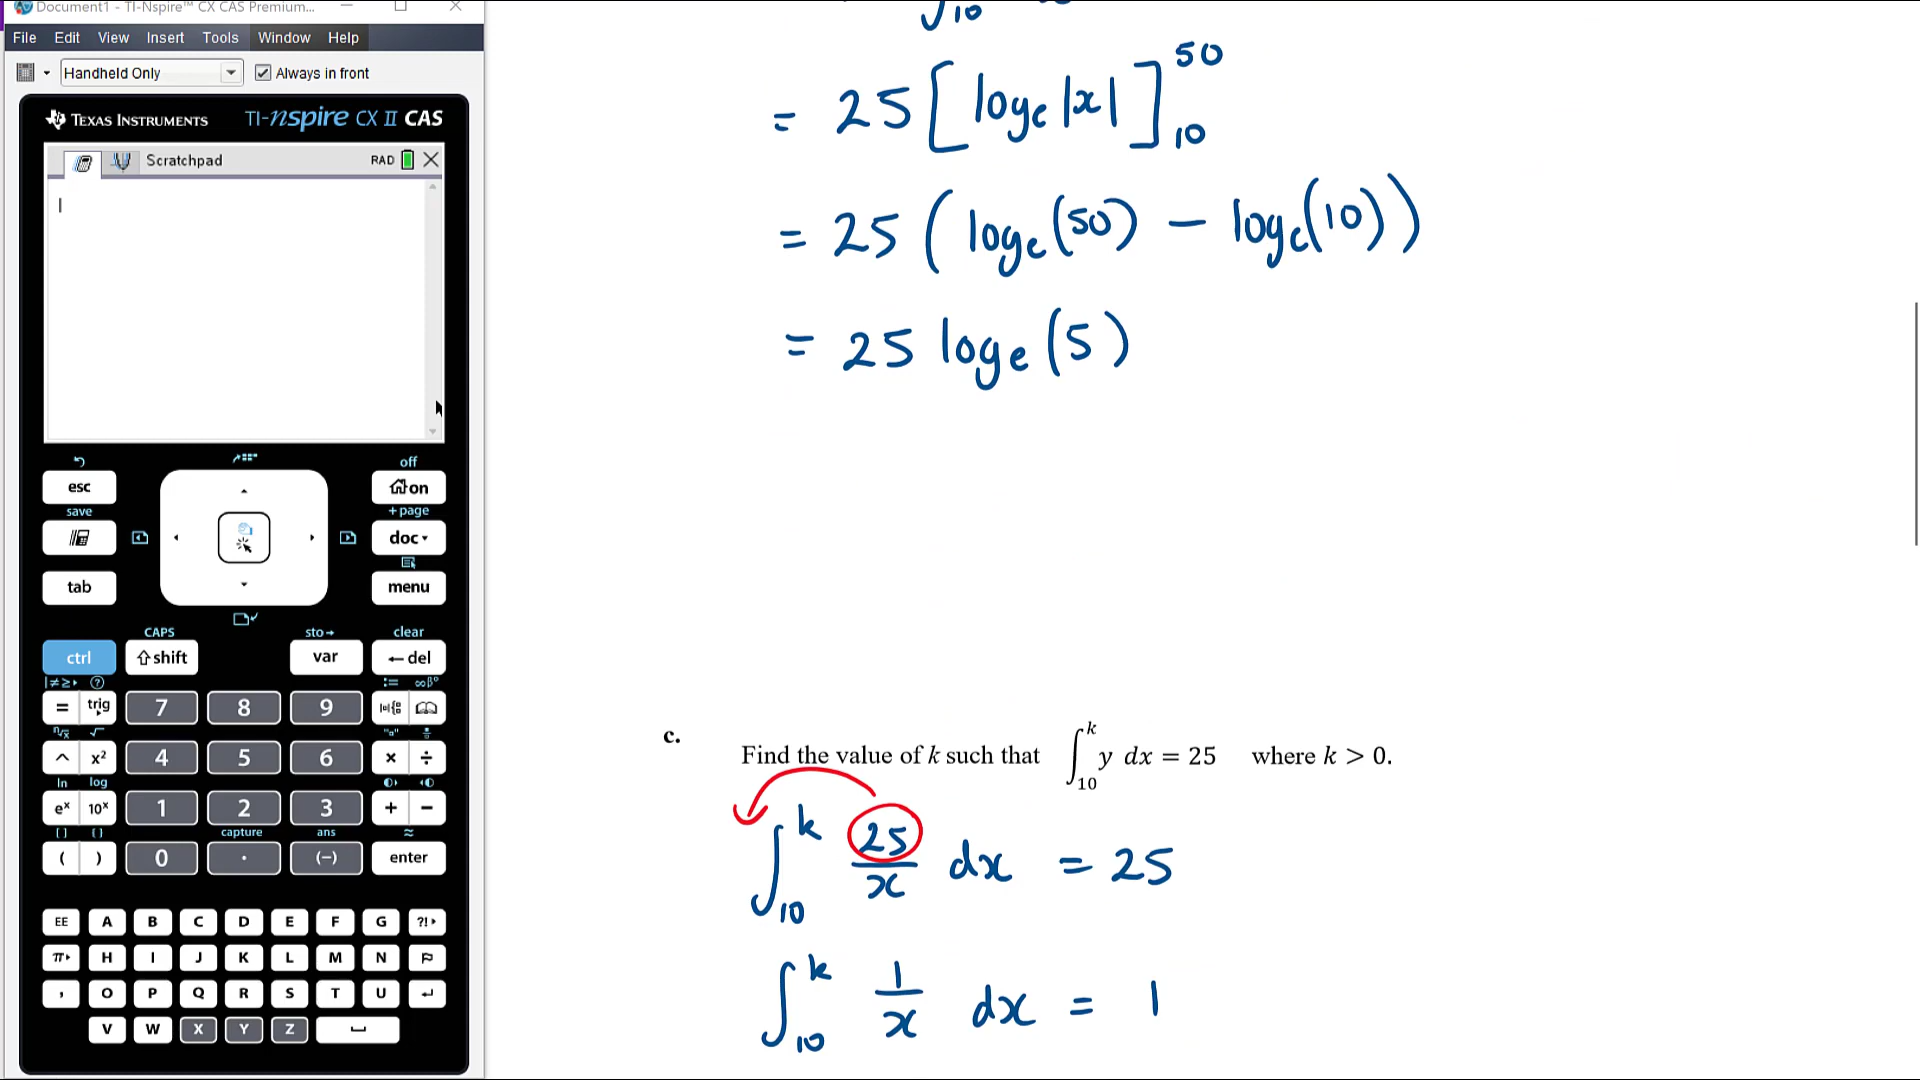 Document1 - TI-Nspire™ CX CAS Premium...
File Edit View Insert Tools Window Help
Handheld Only Always in front
TEXAS INSTRUMENTS TI-nspire CX II CAS
Scratchpad RAD
off
esc on
save + page
doc
tab menu
CAPS sto→ clear
ctrl ⇧shift var ←del
|≠≥▸ ? := ∞β°
= trig 7 8 9
ⁿ√x √ "▫" ÷
^ x² 4 5 6 × ÷
ln log
eˣ 10ˣ 1 2 3 + −
[ ] { } capture ans ≈
( ) 0 . (−) enter
EE A B C D E F G ?!▸
π▸ H I J K L M N
, O P Q R S T U ↵
V W X Y Z
∫₁₀
= 25 [ logₑ |x| ]₁₀⁵⁰
= 25 ( logₑ(50) − logₑ(10) )
= 25 logₑ (5)
c. Find the value of k such that ∫₁₀ᵏ y dx = 25 where k > 0.
∫₁₀ᵏ 25/x dx = 25
∫₁₀ᵏ 1/x dx = 1